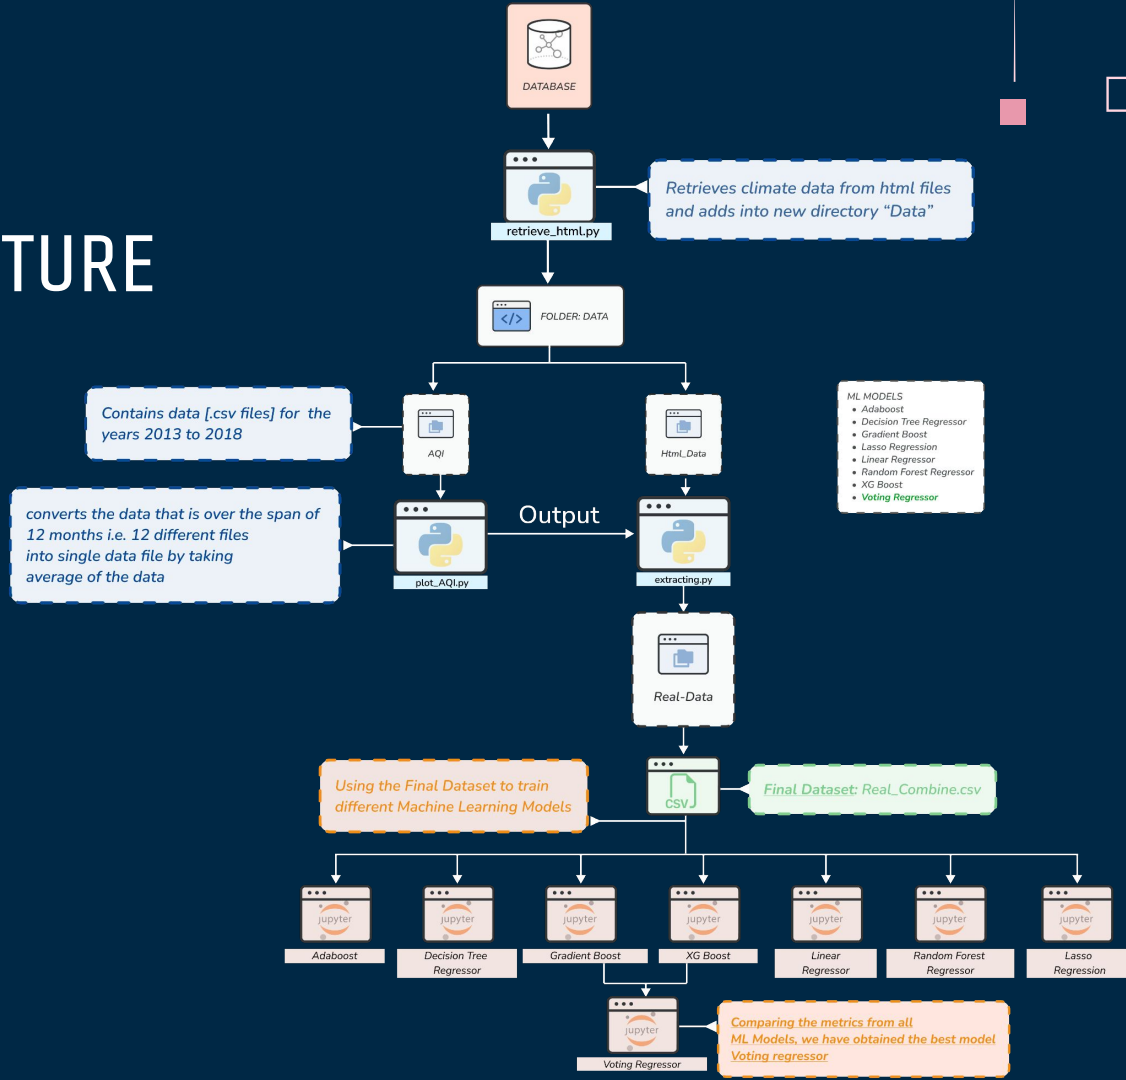 DATABASE
retrieve_html.py
Retrieves climate data from html files
and adds into new directory “Data”
TURE
</>
FOLDER: DATA
Contains data [.csv files] for the
years 2013 to 2018
AQI
Html_Data
ML MODELS
• Adaboost
• Decision Tree Regressor
• Gradient Boost
• Lasso Regression
• Linear Regressor
• Random Forest Regressor
• XG Boost
• Voting Regressor
converts the data that is over the span of
12 months i.e. 12 different files
into single data file by taking
average of the data
plot_AQI.py
Output
extracting.py
Real-Data
Using the Final Dataset to train
different Machine Learning Models
CSV
Final Dataset: Real_Combine.csv
jupyter
Adaboost
jupyter
Decision Tree
Regressor
jupyter
Gradient Boost
jupyter
XG Boost
jupyter
Linear
Regressor
jupyter
Random Forest
Regressor
jupyter
Lasso
Regression
jupyter
Voting Regressor
Comparing the metrics from all
ML Models, we have obtained the best model
Voting regressor